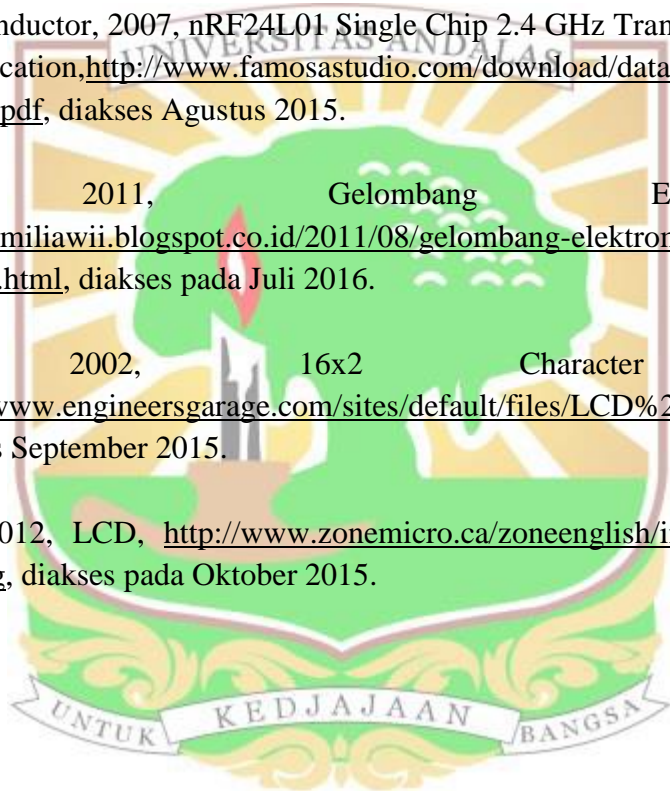 nductor, 2007, nRF24L01 Single Chip 2.4 GHz Tran
UNIVERSITAS ANDALAS
cation,http://www.famosastudio.com/download/data
pdf, diakses Agustus 2015.
2011, Gelombang E
miliawii.blogspot.co.id/2011/08/gelombang-elektron
.html, diakses pada Juli 2016.
2002, 16x2 Character
www.engineersgarage.com/sites/default/files/LCD%2
s September 2015.
012, LCD, http://www.zonemicro.ca/zoneenglish/i
g, diakses pada Oktober 2015.
UNTUK KEDJAJAAN BANGSA